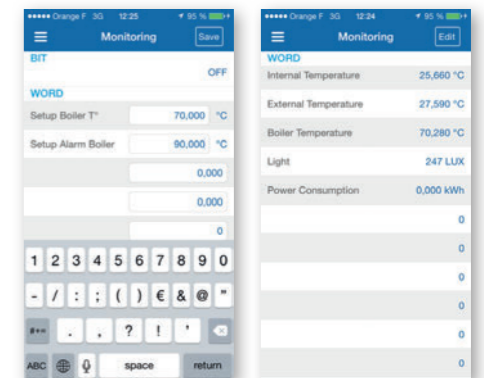 Orange F 3G 12:25 95 %
Monitoring Save
BIT
OFF
WORD
Setup Boiler T° 70,000 °C
Setup Alarm Boiler 90,000 °C
0,000
0,000
0
1 2 3 4 5 6 7 8 9 0
- / : ; ( ) € & @ "
#+= . , ? ! '
ABC space return
Orange F 3G 12:24 95 %
Monitoring Edit
WORD
Internal Temperature 25,660 °C
External Temperature 27,590 °C
Boiler Temperature 70,280 °C
Light 247 LUX
Power Consumption 0,000 kWh
0
0
0
0
0
0